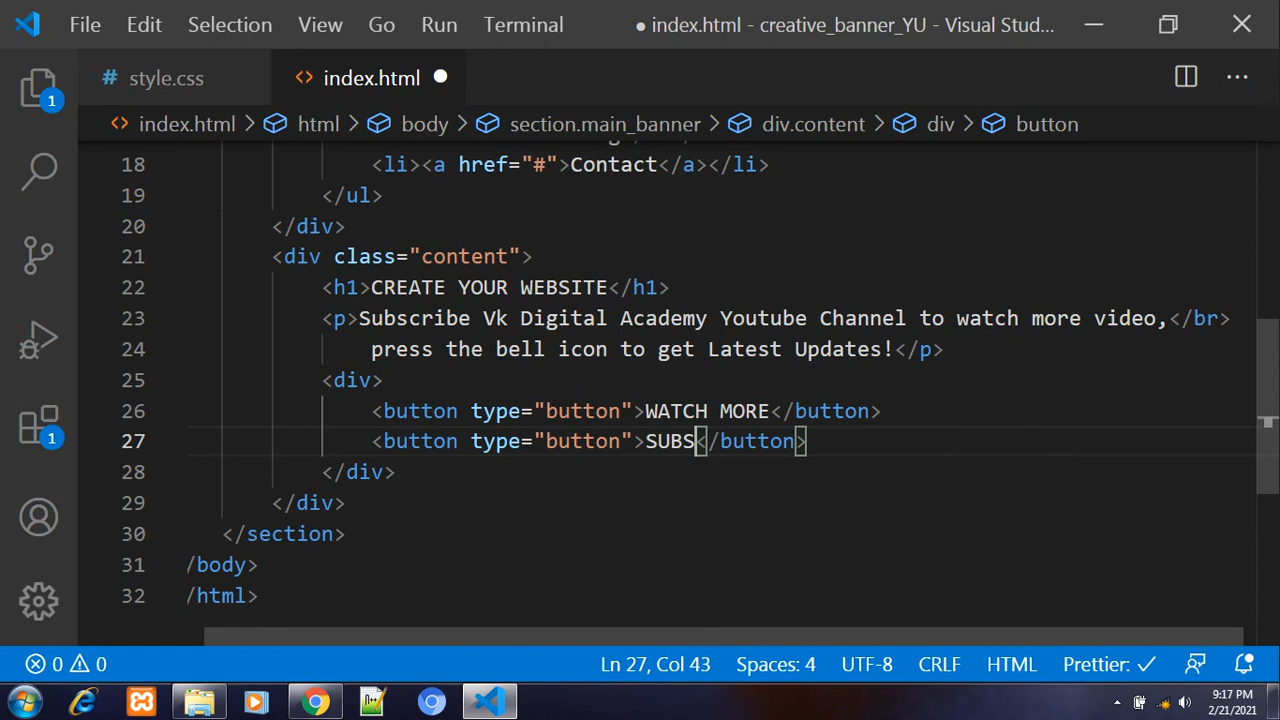 File Edit Selection View Go Run Terminal ● index.html - creative_banner_YU - Visual Stud...
# style.css <> index.html
<> index.html > html > body > section.main_banner > div.content > div > button
18 <li><a href="#">Contact</a></li>
19 </ul>
20 </div>
21 <div class="content">
22 <h1>CREATE YOUR WEBSITE</h1>
23 <p>Subscribe Vk Digital Academy Youtube Channel to watch more video,</br>
24 press the bell icon to get Latest Updates!</p>
25 <div>
26 <button type="button">WATCH MORE</button>
27 <button type="button">SUBS</button>
28 </div>
29 </div>
30 </section>
31 /body>
32 /html>
1
1
0 0 Ln 27, Col 43 Spaces: 4 UTF-8 CRLF HTML Prettier: ✓
9:17 PM
2/21/2021